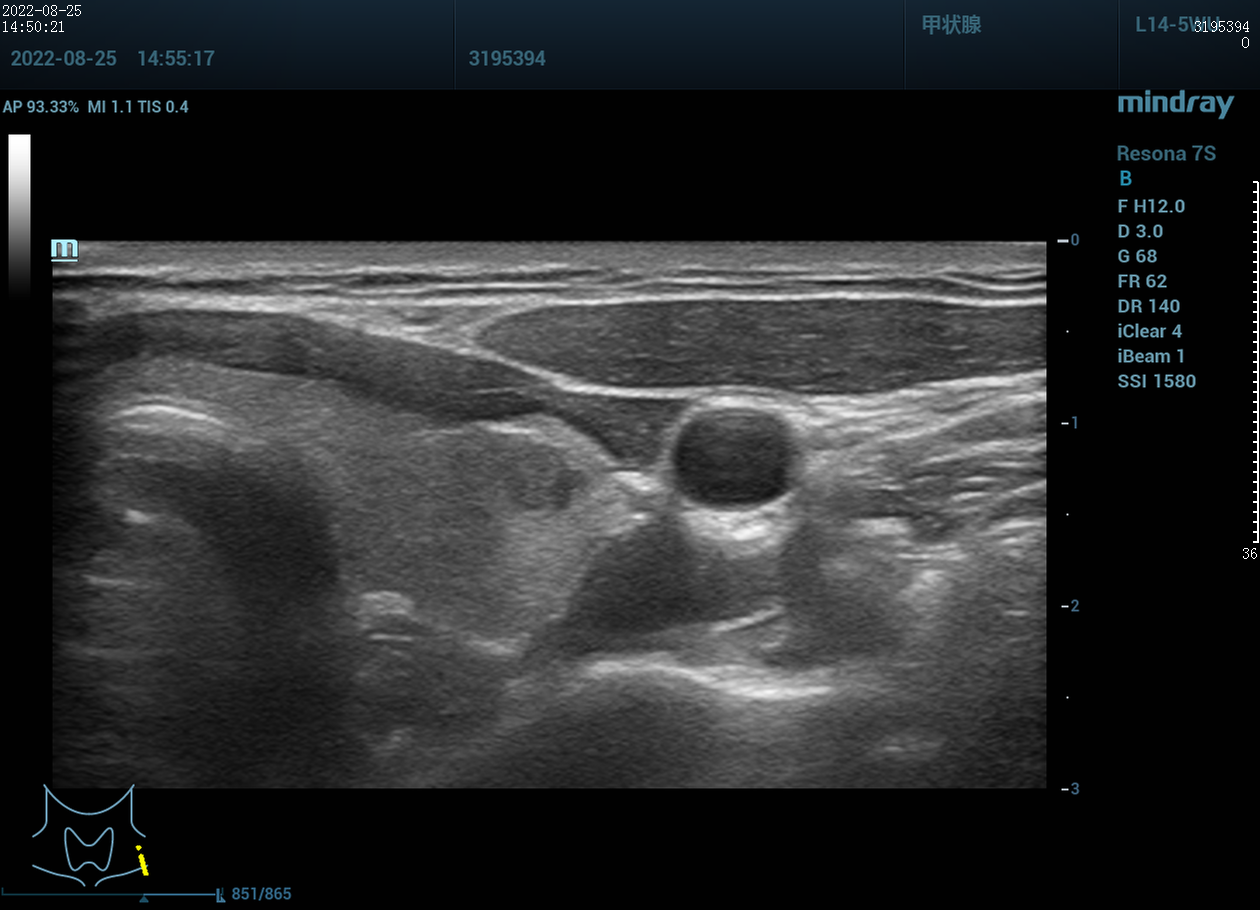 2022-08-25
14:50:21
甲状腺
3195394
0
2022-08-25 14:55:17
3195394
AP 93.33% MI 1.1 TIS 0.4
mindray
Resona 7S
B
F H12.0
D 3.0
G 68
FR 62
DR 140
iClear 4
iBeam 1
SSI 1580
m
0
1
2
3
36
851/865